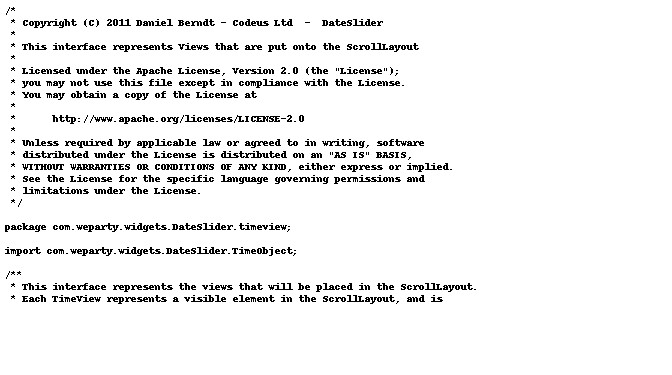 /*
 * Copyright (C) 2011 Daniel Berndt - Codeus Ltd  -  DateSlider
 *
 * This interface represents Views that are put onto the ScrollLayout
 *
 * Licensed under the Apache License, Version 2.0 (the "License");
 * you may not use this file except in compliance with the License.
 * You may obtain a copy of the License at
 *
 *      http://www.apache.org/licenses/LICENSE-2.0
 *
 * Unless required by applicable law or agreed to in writing, software
 * distributed under the License is distributed on an "AS IS" BASIS,
 * WITHOUT WARRANTIES OR CONDITIONS OF ANY KIND, either express or implied.
 * See the License for the specific language governing permissions and
 * limitations under the License.
 */
package com.weparty.widgets.DateSlider.timeview;
import com.weparty.widgets.DateSlider.TimeObject;
/**
 * This interface represents the views that will be placed in the ScrollLayout.
 * Each TimeView represents a visible element in the ScrollLayout, and is